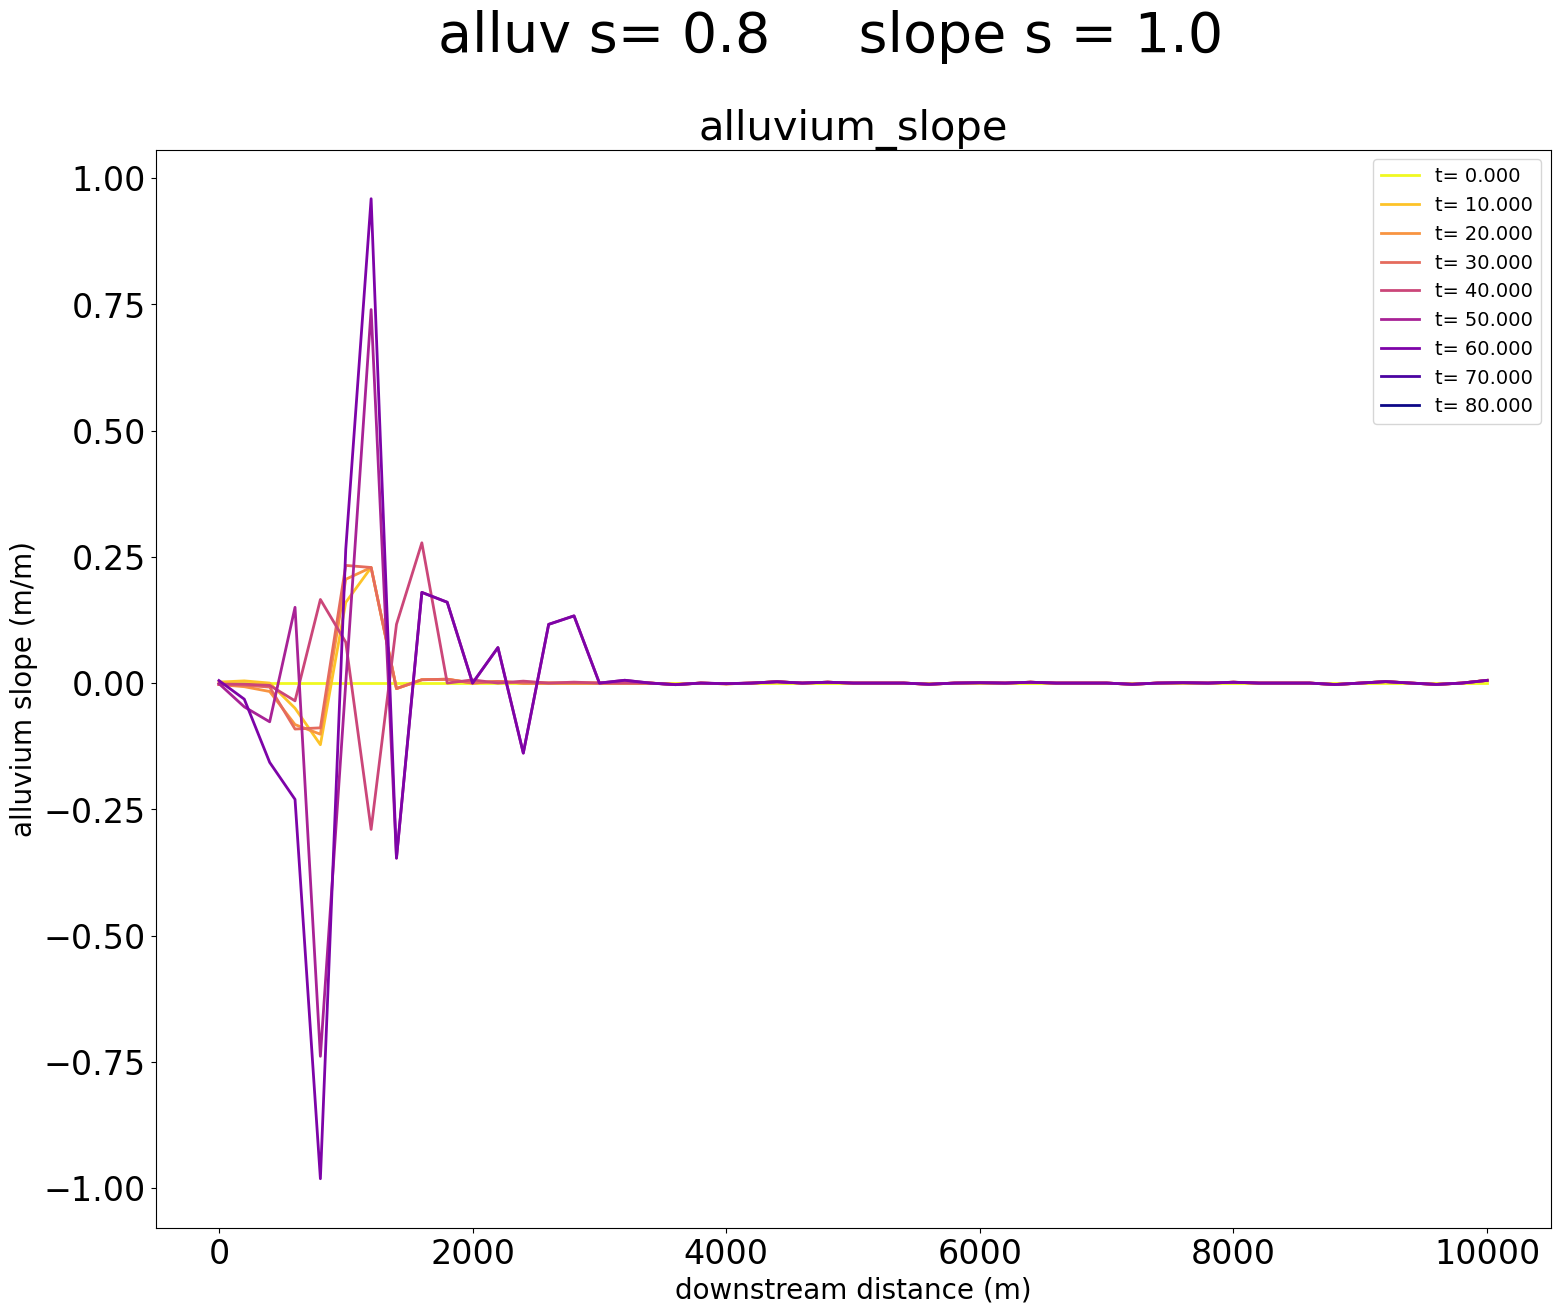 alluv s= 0.8 slope s = 1.0
alluvium_slope
alluvium slope (m/m)
1.00
0.75
0.50
0.25
0.00
−0.25
−0.50
−0.75
−1.00
t= 0.000
t= 10.000
t= 20.000
t= 30.000
t= 40.000
t= 50.000
t= 60.000
t= 70.000
t= 80.000
0 2000 4000 6000 8000 10000
downstream distance (m)